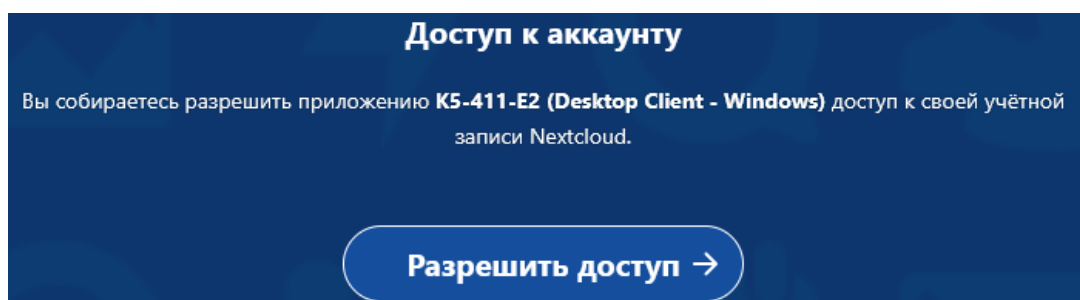 Доступ к аккаунту
Вы собираетесь разрешить приложению K5-411-E2 (Desktop Client - Windows) доступ к своей учётной
записи Nextcloud.
Разрешить доступ →